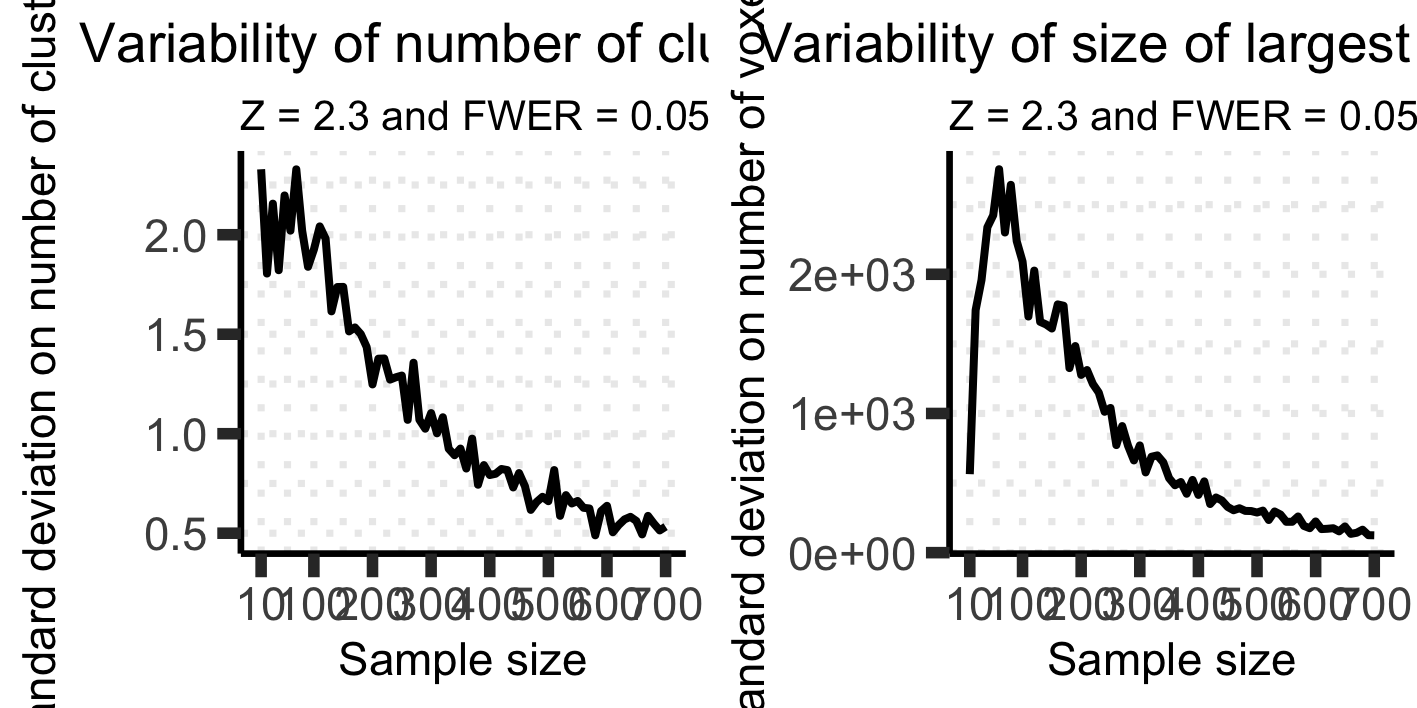 Variability of number of clu
Z = 2.3 and FWER = 0.05
andard deviation on number of clust
2.0
1.5
1.0
0.5
10 100 200 300 400 500 600 700
Sample size
Variability of size of largest
Z = 2.3 and FWER = 0.05
andard deviation on number of voxe
2e+03
1e+03
0e+00
10 100 200 300 400 500 600 700
Sample size